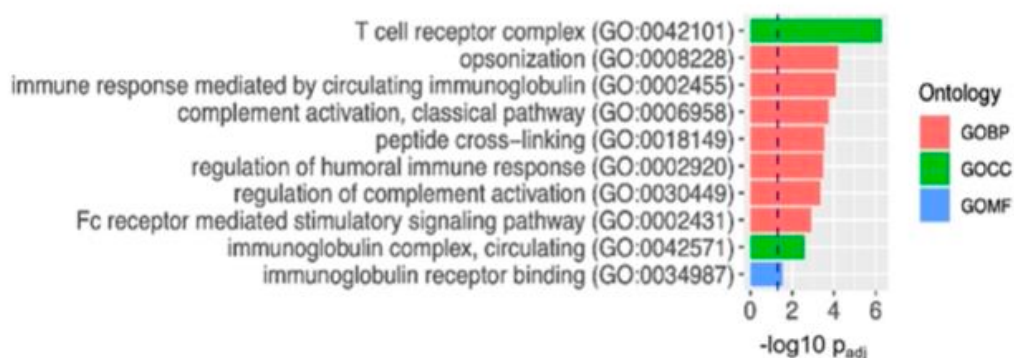 T cell receptor complex (GO:0042101)
opsonization (GO:0008228)
immune response mediated by circulating immunoglobulin (GO:0002455)
complement activation, classical pathway (GO:0006958)
peptide cross−linking (GO:0018149)
regulation of humoral immune response (GO:0002920)
regulation of complement activation (GO:0030449)
Fc receptor mediated stimulatory signaling pathway (GO:0002431)
immunoglobulin complex, circulating (GO:0042571)
immunoglobulin receptor binding (GO:0034987)
0 2 4 6
-log10 padj
Ontology
GOBP
GOCC
GOMF